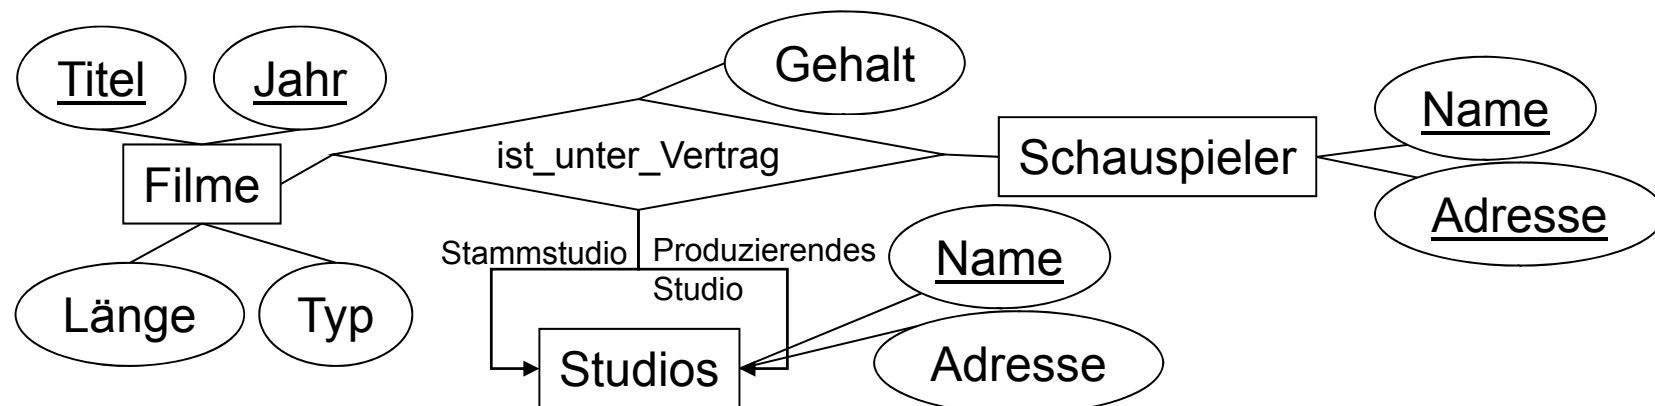 Titel
Jahr
Gehalt
Filme
ist_unter_Vertrag
Schauspieler
Name
Adresse
Länge
Typ
Stammstudio
Produzierendes
Studio
Studios
Name
Adresse